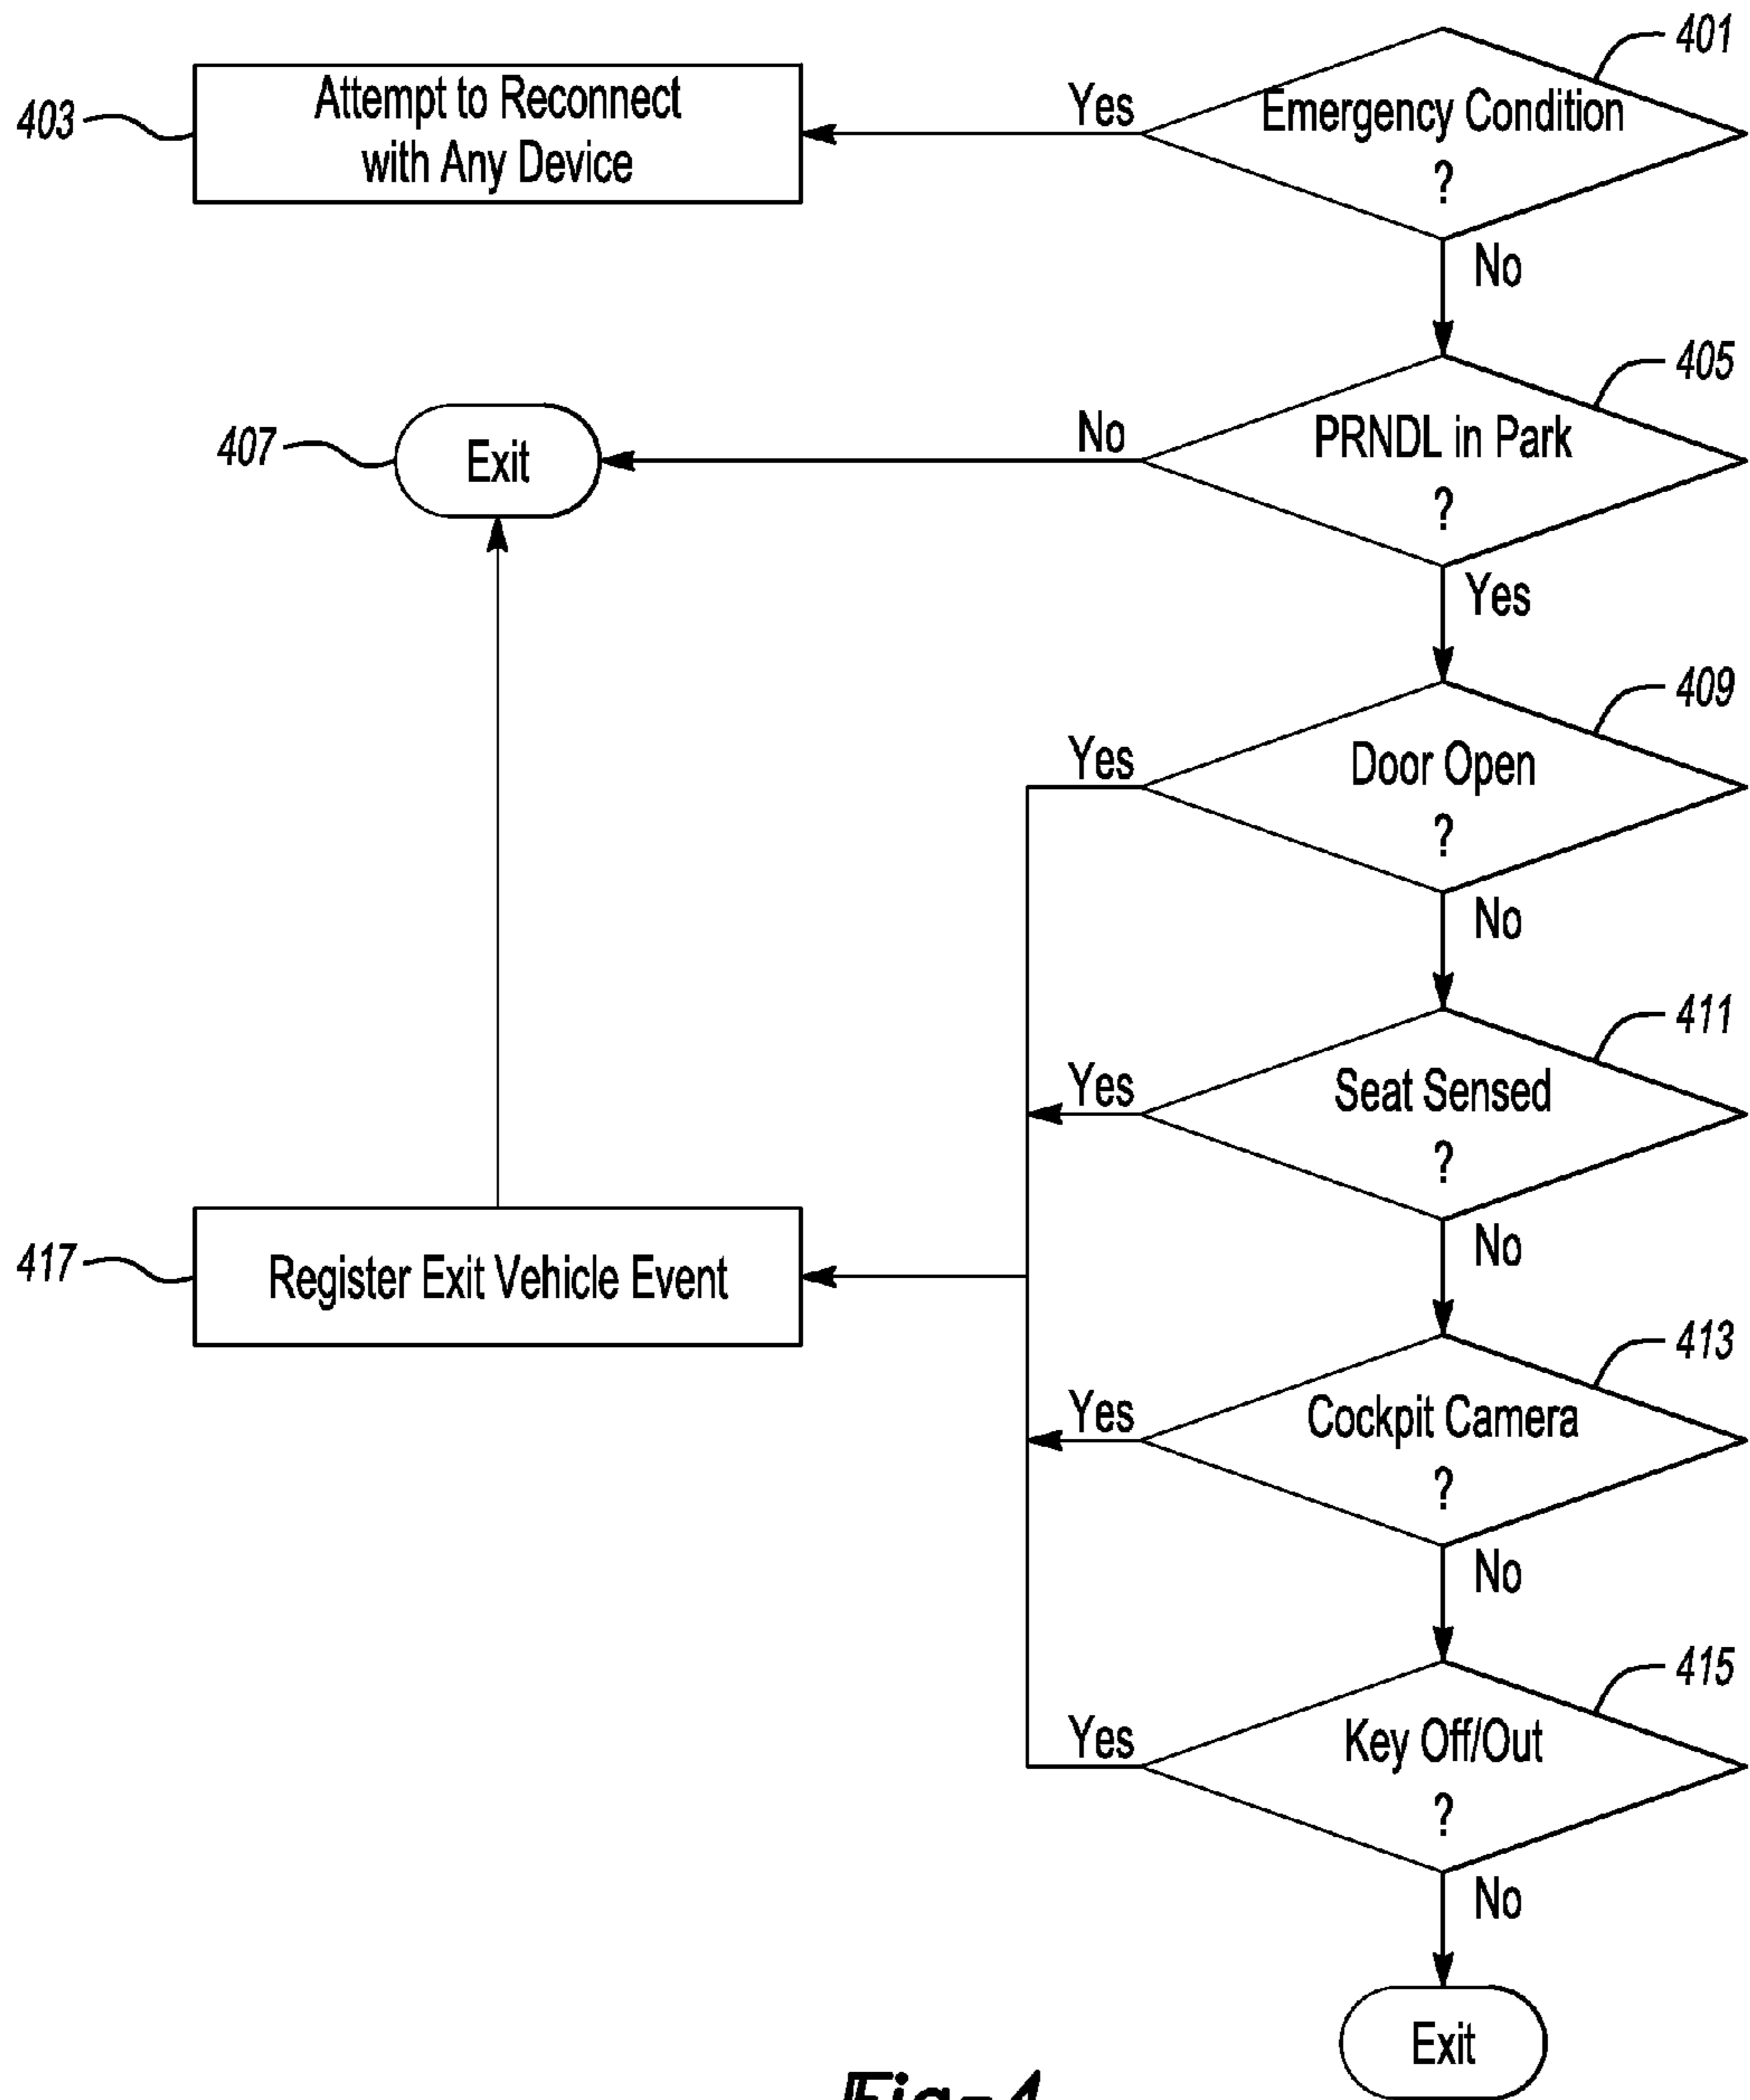 401
Emergency Condition
?
Yes
No
403
Attempt to Reconnect
with Any Device
405
PRNDL in Park
?
No
Yes
407
Exit
409
Door Open
?
Yes
No
411
Seat Sensed
?
Yes
No
417
Register Exit Vehicle Event
413
Cockpit Camera
?
Yes
No
415
Key Off/Out
?
Yes
No
Exit
Fig-4